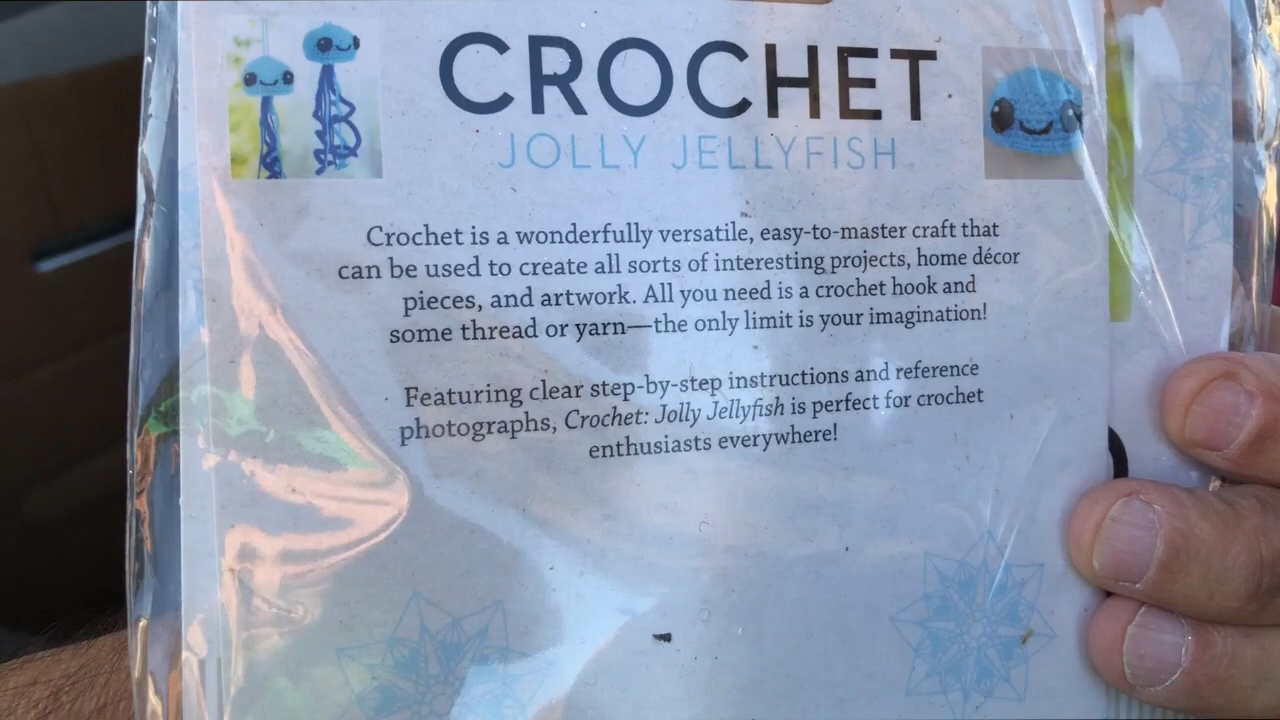 CROCHET
JOLLY JELLYFISH
Crochet is a wonderfully versatile, easy-to-master craft that
can be used to create all sorts of interesting projects, home décor
pieces, and artwork. All you need is a crochet hook and
some thread or yarn—the only limit is your imagination!
Featuring clear step-by-step instructions and reference
photographs, Crochet: Jolly Jellyfish is perfect for crochet
enthusiasts everywhere!